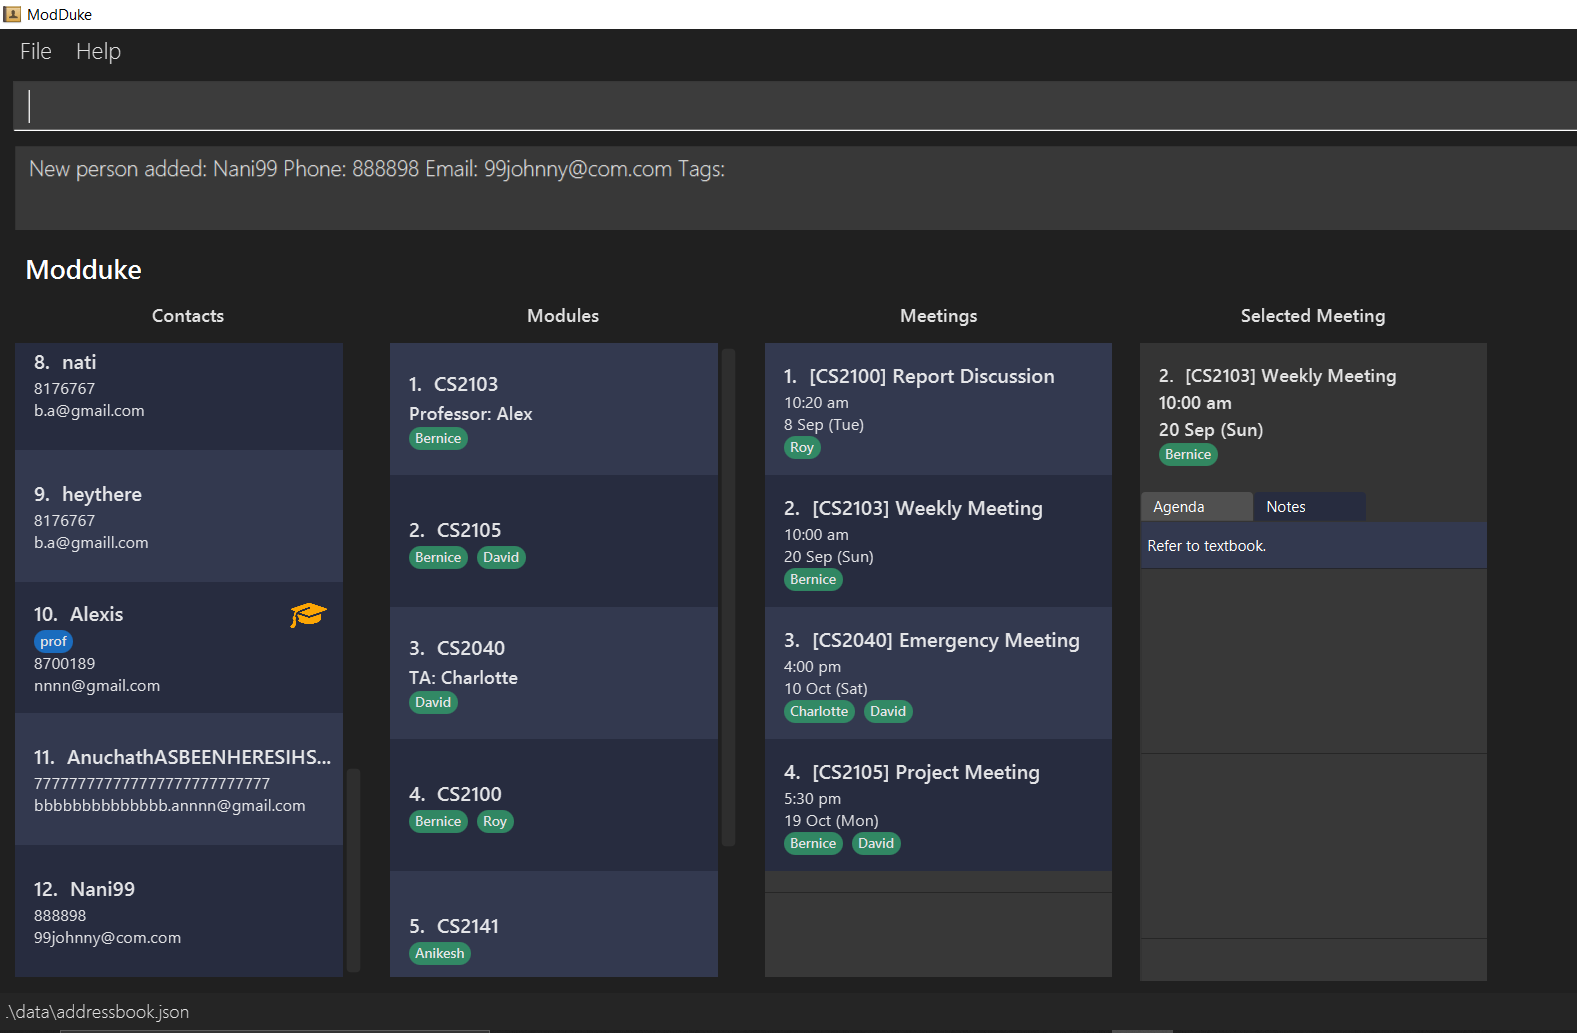 ModDuke
File Help
New person added: Nani99 Phone: 888898 Email: 99johnny@com.com Tags:
Modduke
Contacts
8. nati
8176767
b.a@gmail.com
9. heythere
8176767
b.a@gmaill.com
10. Alexis
prof
8700189
nnnn@gmail.com
11. AnuchathASBEENHERESIHS...
bbbbbbbbbbbbbb.annnn@gmail.com
12. Nani99
888898
99johnny@com.com
Modules
1. CS2103
Professor: Alex
Bernice
2. CS2105
Bernice David
3. CS2040
TA: Charlotte
David
4. CS2100
Bernice Roy
5. CS2141
Anikesh
Meetings
1. [CS2100] Report Discussion
10:20 am
8 Sep (Tue)
Roy
2. [CS2103] Weekly Meeting
10:00 am
20 Sep (Sun)
Bernice
3. [CS2040] Emergency Meeting
4:00 pm
10 Oct (Sat)
Charlotte David
4. [CS2105] Project Meeting
5:30 pm
19 Oct (Mon)
Bernice David
Selected Meeting
2. [CS2103] Weekly Meeting
10:00 am
20 Sep (Sun)
Bernice
Agenda Notes
Refer to textbook.
.\data\addressbook.json